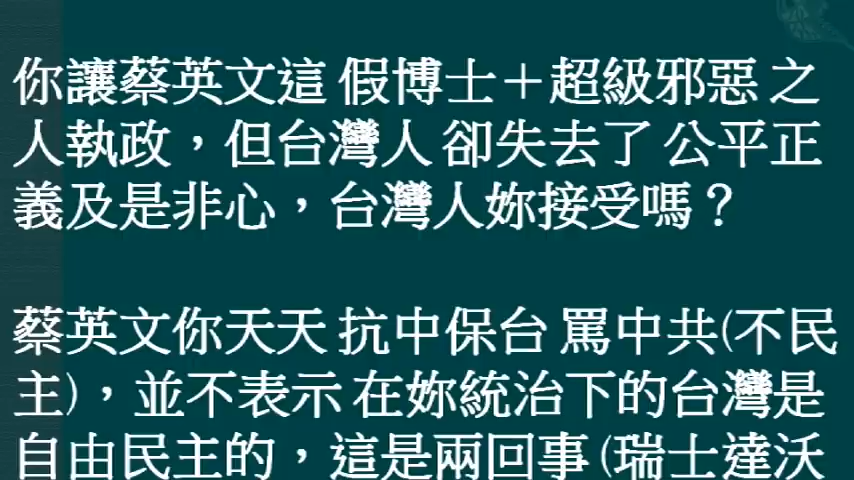 你讓蔡英文這 假博士＋超級邪惡 之
人執政，但台灣人 卻失去了 公平正
義及是非心，台灣人妳接受嗎？
蔡英文你天天 抗中保台 罵中共(不民
主)，並不表示 在妳統治下的台灣是
自由民主的，這是兩回事 (瑞士達沃